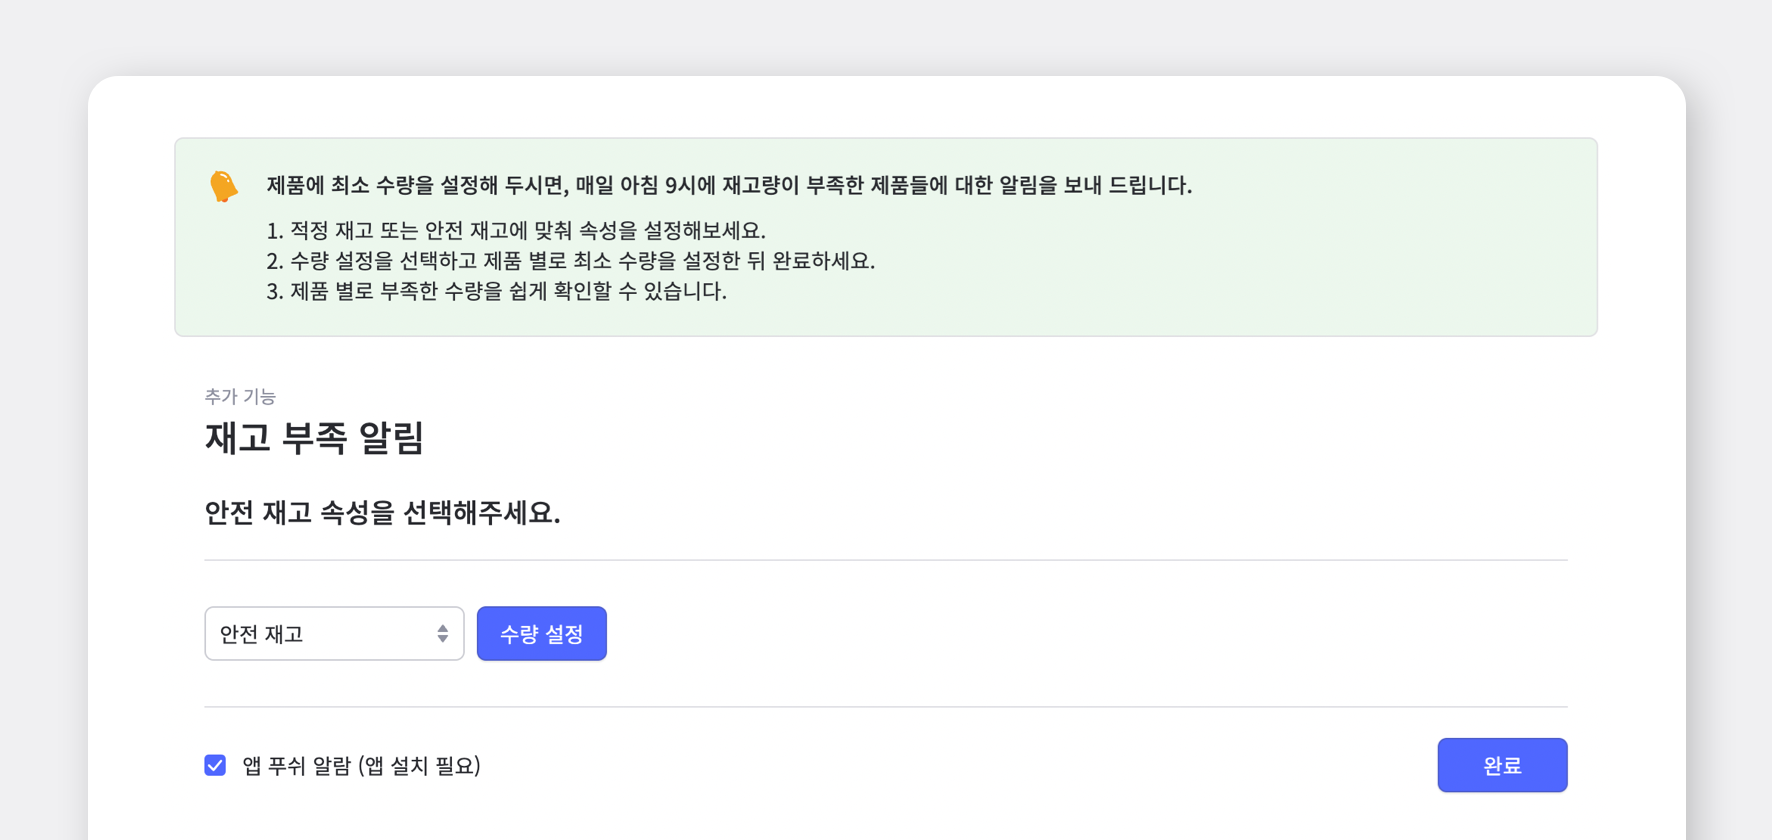 제품에 최소 수량을 설정해 두시면, 매일 아침 9시에 재고량이 부족한 제품들에 대한 알림을 보내 드립니다.
1. 적정 재고 또는 안전 재고에 맞춰 속성을 설정해보세요.
2. 수량 설정을 선택하고 제품 별로 최소 수량을 설정한 뒤 완료하세요.
3. 제품 별로 부족한 수량을 쉽게 확인할 수 있습니다.
추가 기능
재고 부족 알림
안전 재고 속성을 선택해주세요.
안전 재고
수량 설정
앱 푸쉬 알람 (앱 설치 필요)
완료